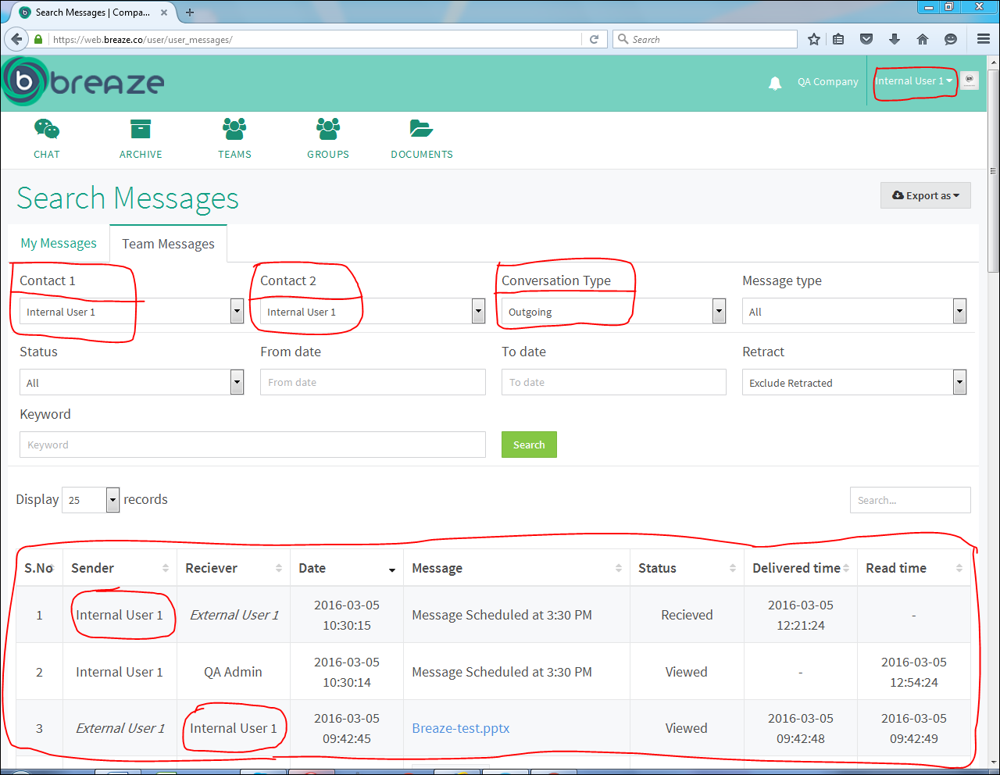 Search Messages | Compa...
https://web.breaze.co/user/user_messages/
Search
breaze
QA Company
Internal User 1
CHAT
ARCHIVE
TEAMS
GROUPS
DOCUMENTS
Search Messages
Export as
My Messages
Team Messages
Contact 1
Contact 2
Conversation Type
Message type
Internal User 1
Internal User 1
Outgoing
All
Status
From date
To date
Retract
All
From date
To date
Exclude Retracted
Keyword
Keyword
Search
Display 25 records
Search...
S.No Sender Reciever Date Message Status Delivered time Read time
1 Internal User 1 External User 1 2016-03-05 10:30:15 Message Scheduled at 3:30 PM Recieved 2016-03-05 12:21:24 -
2 Internal User 1 QA Admin 2016-03-05 10:30:14 Message Scheduled at 3:30 PM Viewed - 2016-03-05 12:54:24
3 External User 1 Internal User 1 2016-03-05 09:42:45 Breaze-test.pptx Viewed 2016-03-05 09:42:48 2016-03-05 09:42:49